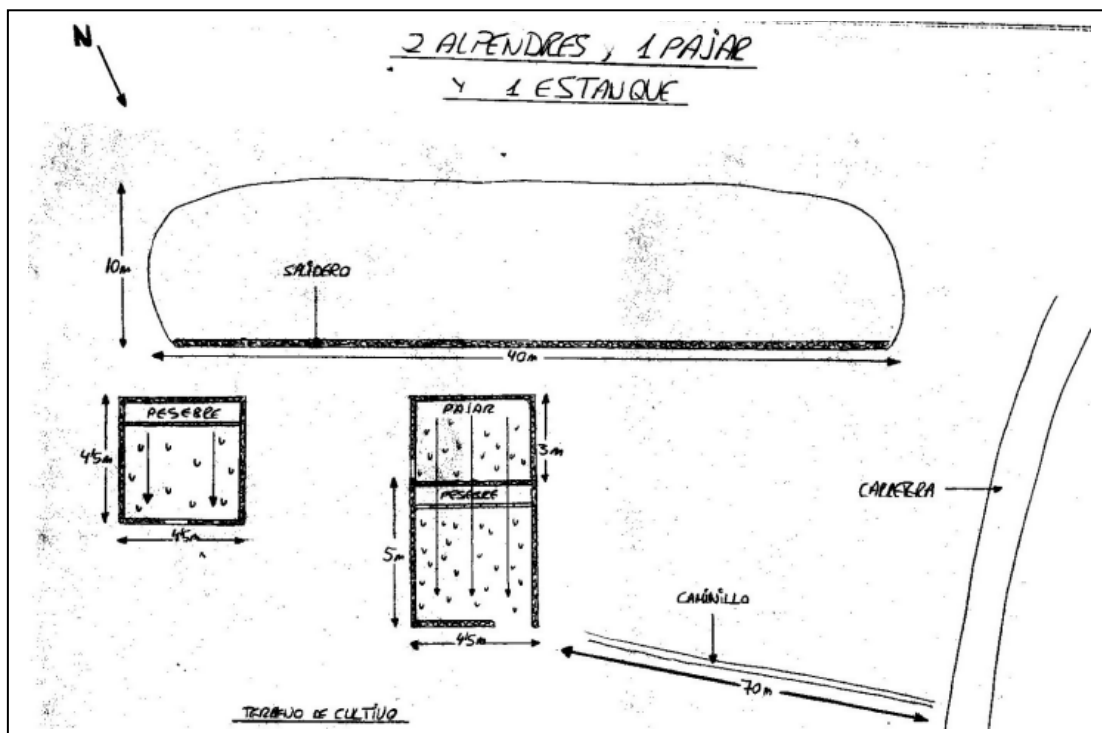 N
2 ALPENDRES, 1 PAJAR
Y 1 ESTANQUE
10m
SALIDERO
40m
PESEBRE
4'5m
4'5m
PAJAR
3m
PESEBRE
5m
4'5m
CARRETERA
CAMINILLO
70m
TERRENO DE CULTIVO